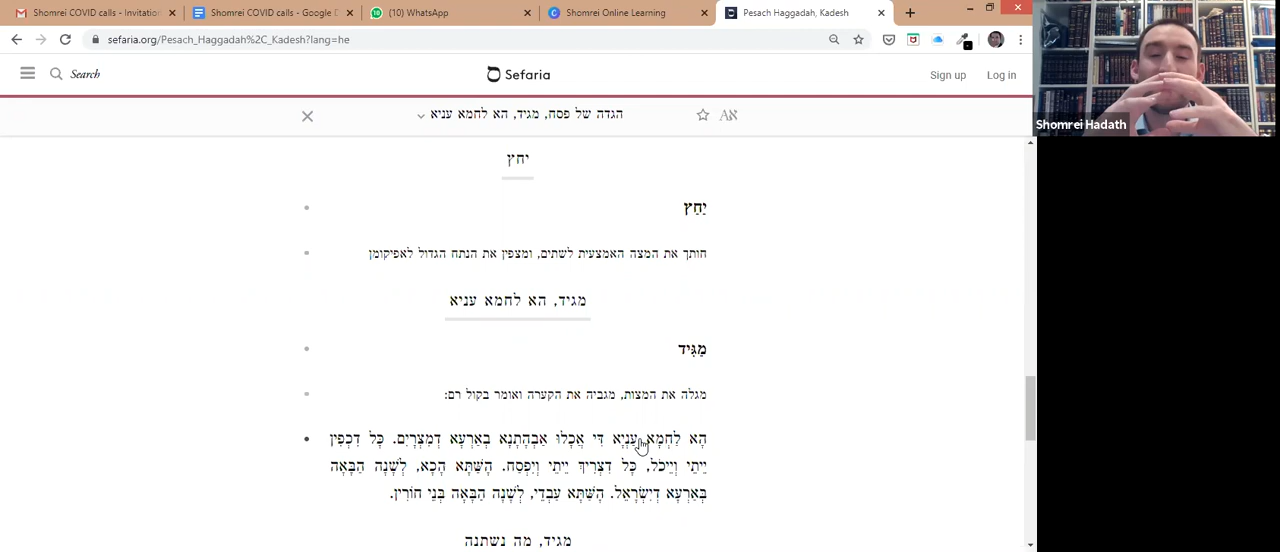 Shomrei COVID calls - Invitation
Shomrei COVID calls - Google D
(10) WhatsApp
Shomrei Online Learning
Pesach Haggadah, Kadesh
sefaria.org/Pesach_Haggadah%2C_Kadesh?lang=he
Search
Sefaria
Sign up
Log in
הגדה של פסח, מגיד, הא לחמא עניא
אA
Shomrei Hadath
יחץ
יַחַץ
חותך את המצה האמצעית לשתים, ומצפין את הנתח הגדול לאפיקומן
מגיד, הא לחמא עניא
מַגִּיד
מגלה את המצות, מגביה את הקערה ואומר בקול רם:
הָא לַחְמָא עַנְיָא דִּי אֲכָלוּ אַבְהָתָנָא בְאַרְעָא דְמִצְרָיִם. כָּל דִכְפִין
יֵיתֵי וְיֵיכֹל, כָּל דִצְרִיךְ יֵיתֵי וְיִפְסַח. הָשַּׁתָּא הָכָא, לְשָׁנָה הַבָּאָה
בְּאַרְעָא דְיִשְׂרָאֵל. הָשַּׁתָּא עַבְדֵי, לְשָׁנָה הַבָּאָה בְּנֵי חוֹרִין.
מגיד, מה נשתנה